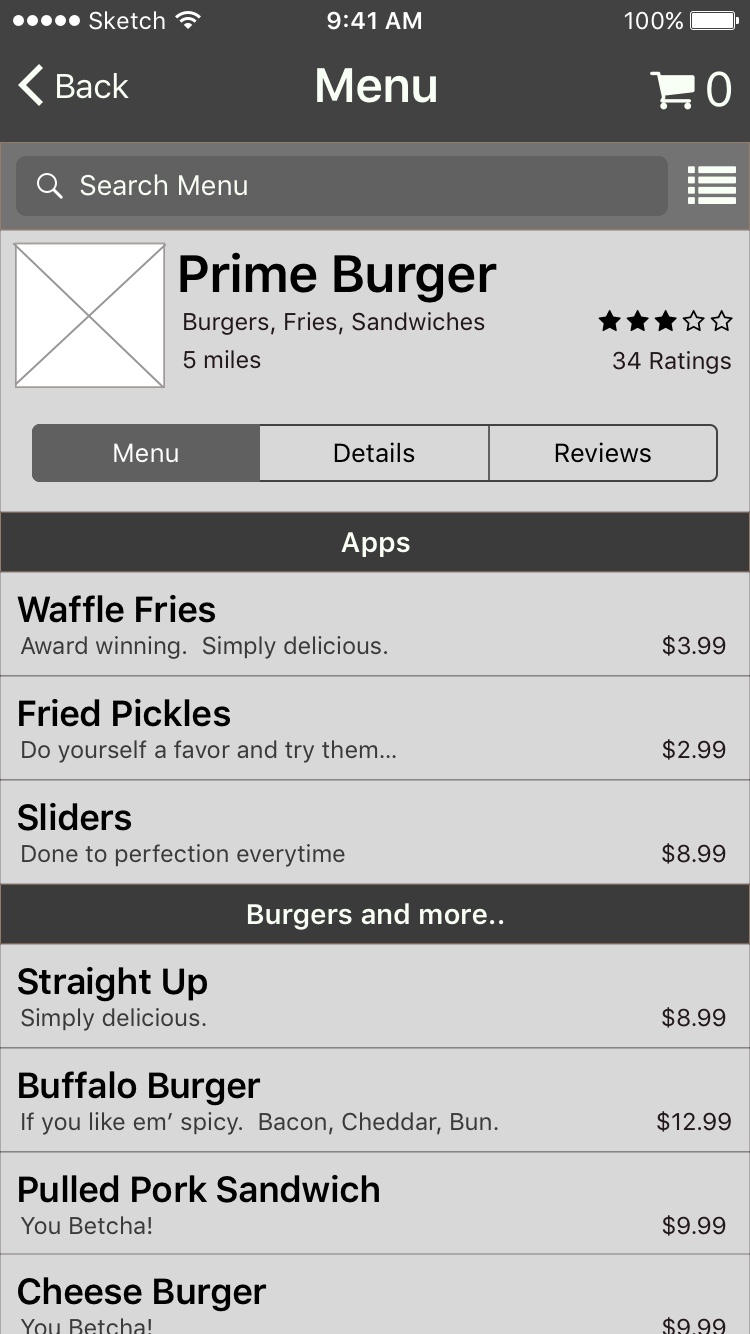 Sketch 9:41 AM 100%
Back Menu 0
Search Menu
Prime Burger
Burgers, Fries, Sandwiches
5 miles 34 Ratings
Menu Details Reviews
Apps
Waffle Fries
Award winning.  Simply delicious. $3.99
Fried Pickles
Do yourself a favor and try them... $2.99
Sliders
Done to perfection everytime $8.99
Burgers and more..
Straight Up
Simply delicious. $8.99
Buffalo Burger
If you like em’ spicy.  Bacon, Cheddar, Bun. $12.99
Pulled Pork Sandwich
You Betcha! $9.99
Cheese Burger
You Betcha! $9.99